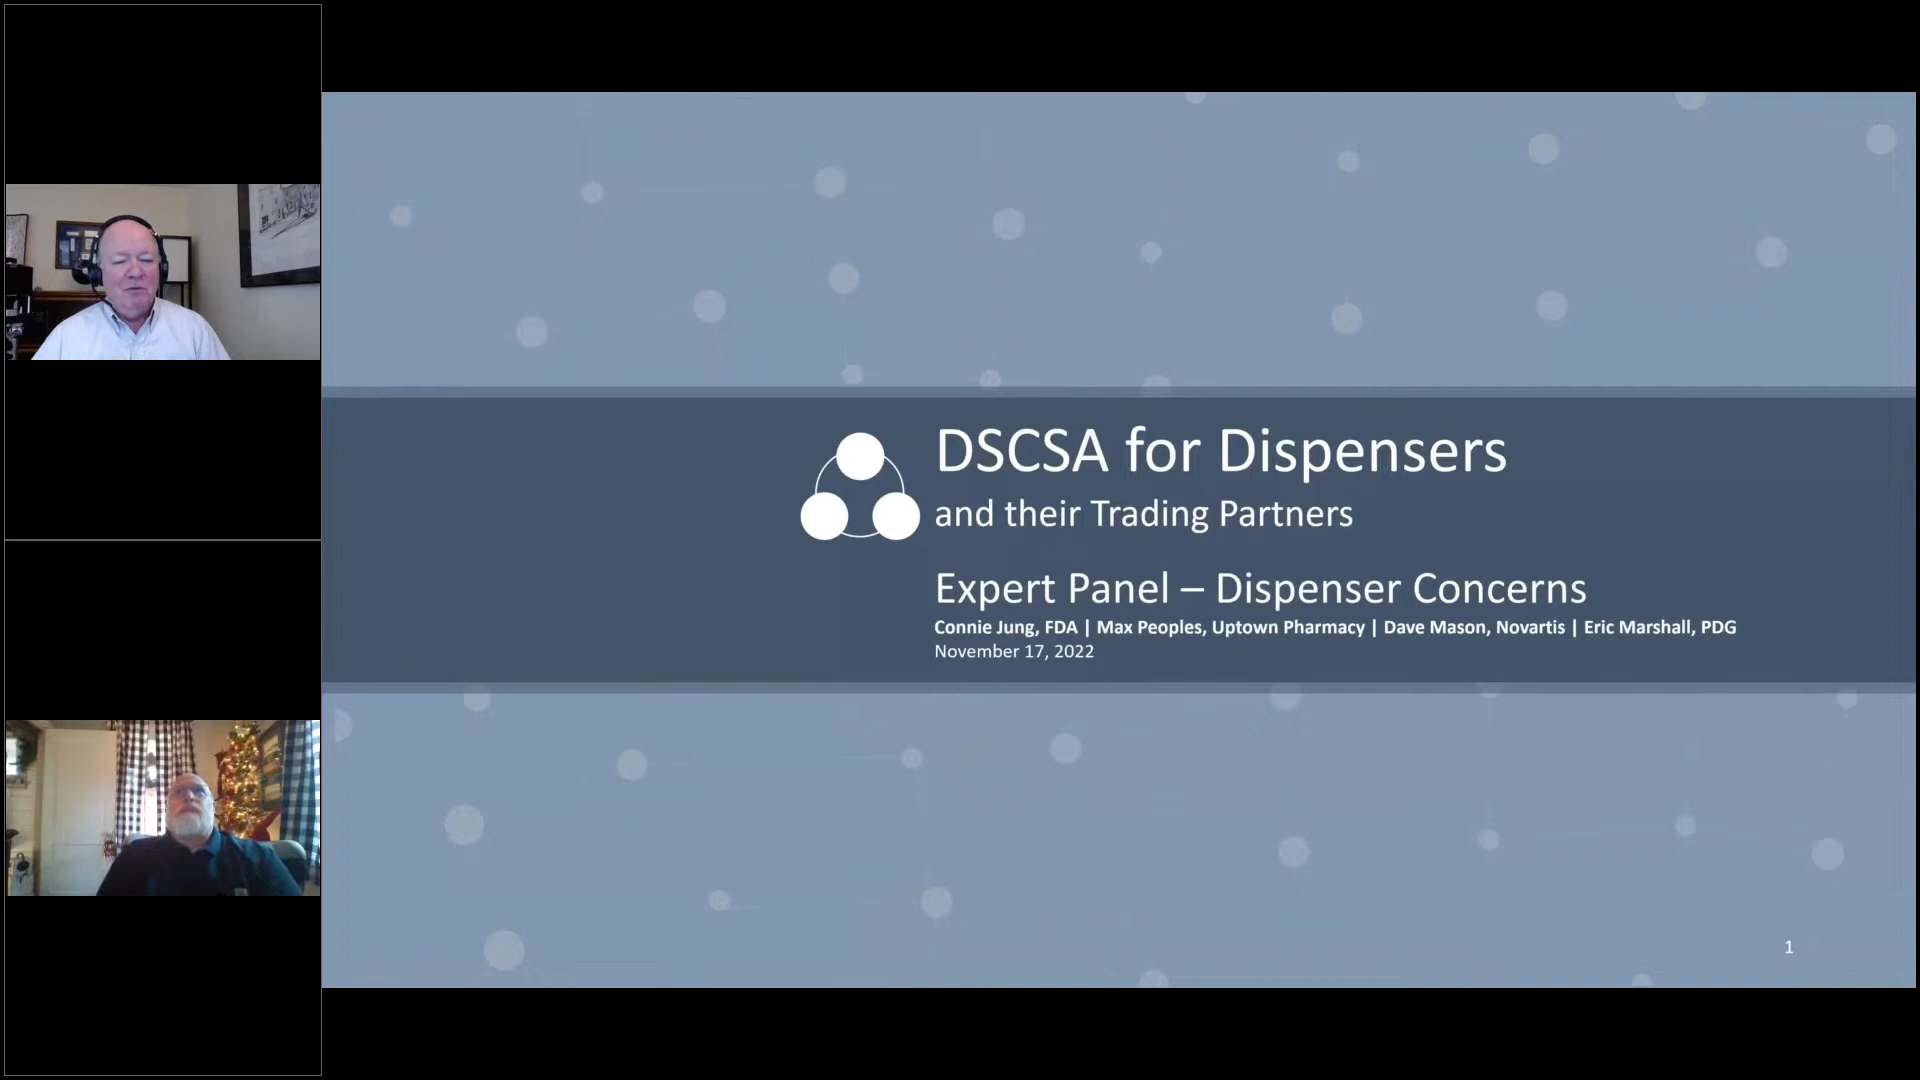 DSCSA for Dispensers
and their Trading Partners
Expert Panel – Dispenser Concerns
Connie Jung, FDA | Max Peoples, Uptown Pharmacy | Dave Mason, Novartis | Eric Marshall, PDG
November 17, 2022
1